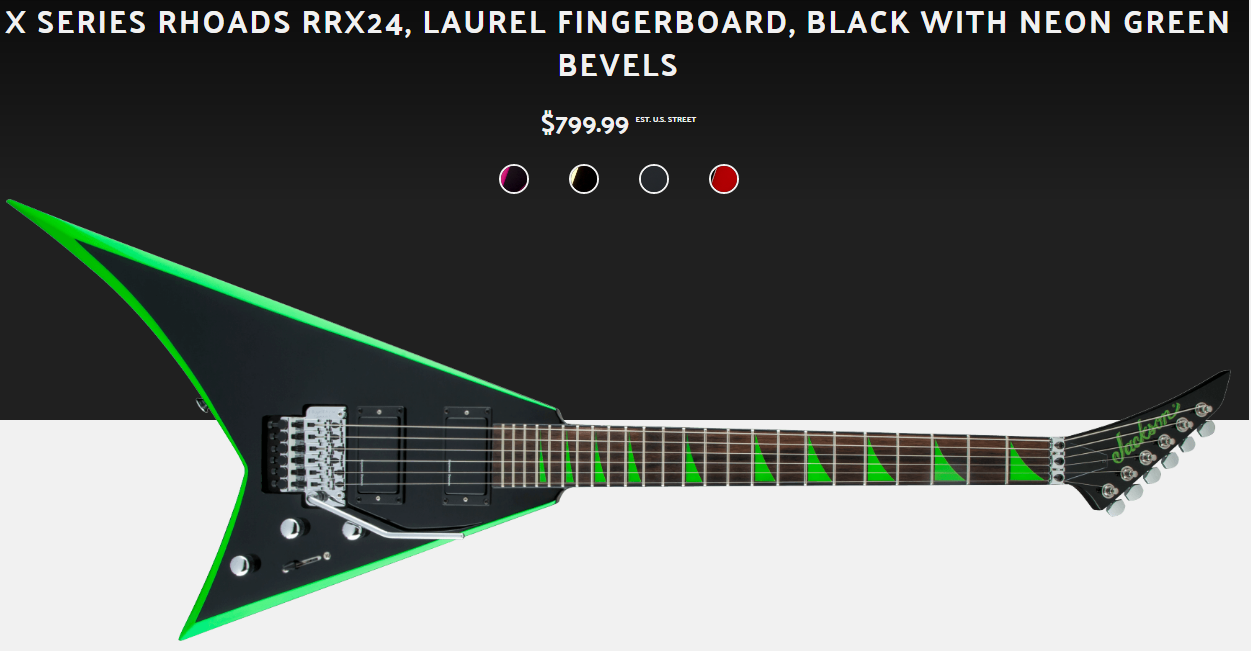 X SERIES RHOADS RRX24, LAUREL FINGERBOARD, BLACK WITH NEON GREEN
BEVELS
$799.99 EST. U.S. STREET
Jackson